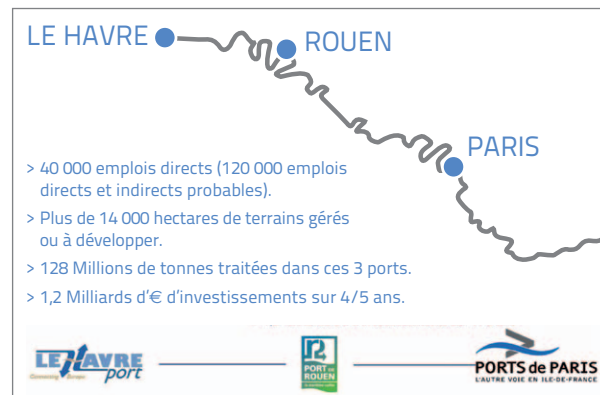 LE HAVRE
ROUEN
PARIS
> 40 000 emplois directs (120 000 emplois
directs et indirects probables).
> Plus de 14 000 hectares de terrains gérés
ou à développer.
> 128 Millions de tonnes traitées dans ces 3 ports.
> 1,2 Milliards d'€ d'investissements sur 4/5 ans.
LE HAVRE
port
PORT DE
ROUEN
PORTS de PARIS
L'AUTRE VOIE EN ILE-DE-FRANCE